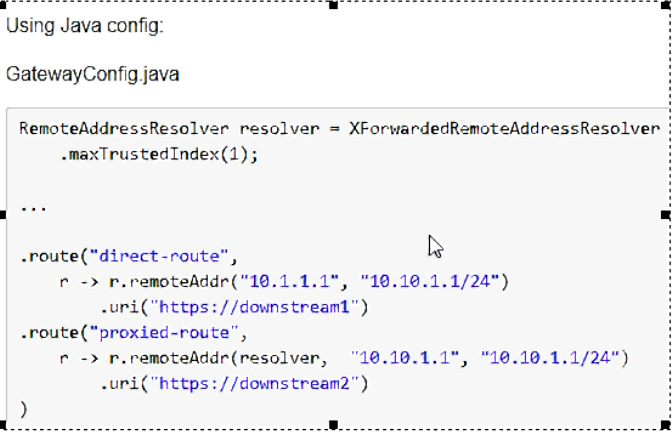 Using Java config:
GatewayConfig.java
RemoteAddressResolver resolver = XForwardedRemoteAddressResolver
    .maxTrustedIndex(1);
...
.route("direct-route",
    r -> r.remoteAddr("10.1.1.1", "10.10.1.1/24")
        .uri("https://downstream1")
.route("proxied-route",
    r -> r.remoteAddr(resolver,  "10.10.1.1", "10.10.1.1/24")
        .uri("https://downstream2")
)